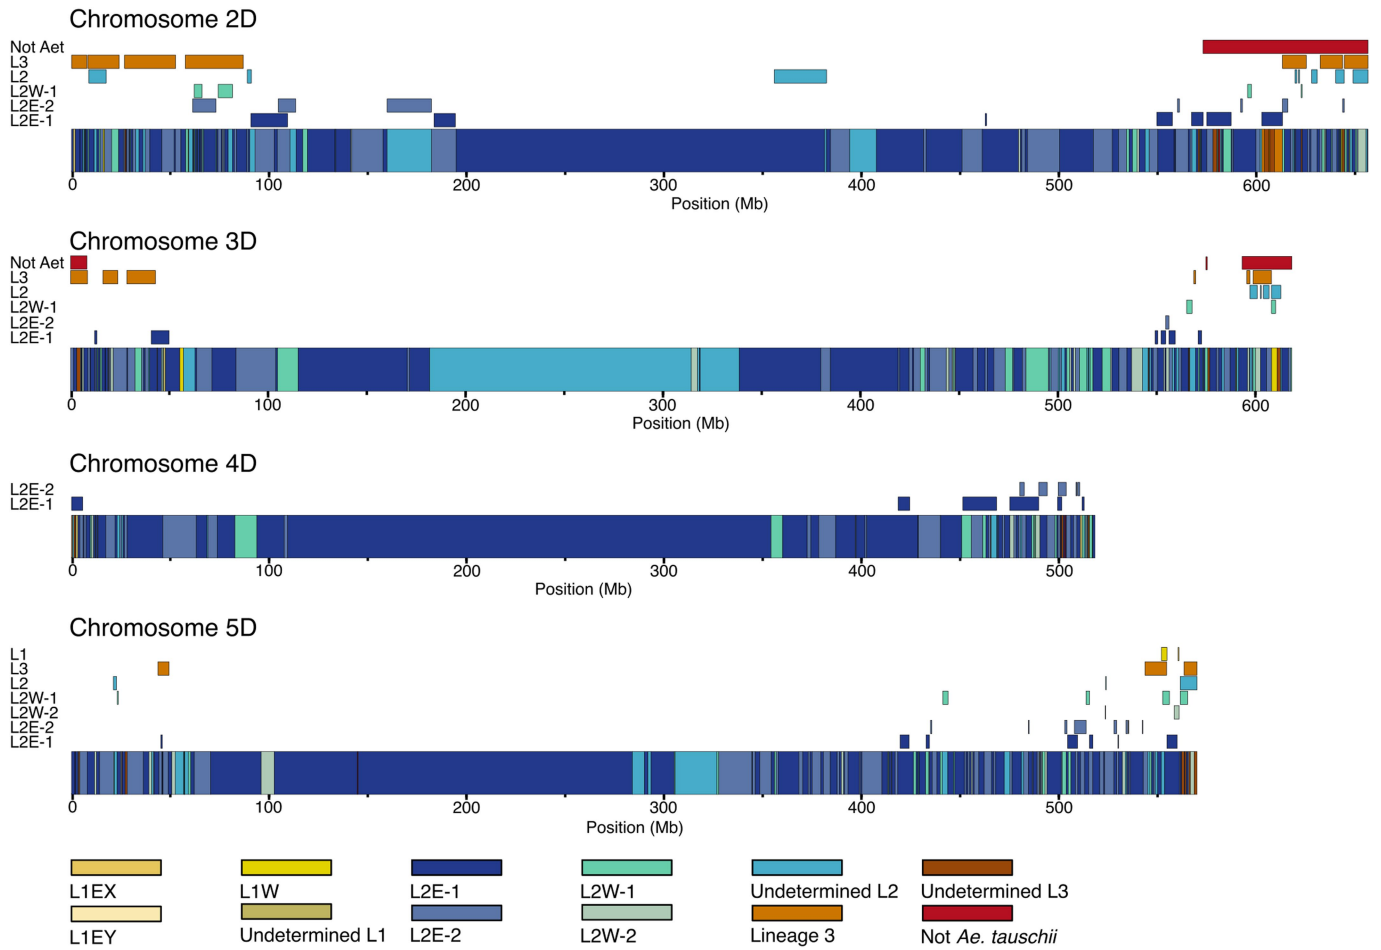 Chromosome 2D
Not Aet
L3
L2
L2W-1
L2E-2
L2E-1
0 100 200 300 400 500 600
Position (Mb)
Chromosome 3D
Not Aet
L3
L2
L2W-1
L2E-2
L2E-1
0 100 200 300 400 500 600
Position (Mb)
Chromosome 4D
L2E-2
L2E-1
0 100 200 300 400 500
Position (Mb)
Chromosome 5D
L1
L3
L2
L2W-1
L2W-2
L2E-2
L2E-1
0 100 200 300 400 500
Position (Mb)
L1EX L1W L2E-1 L2W-1 Undetermined L2 Undetermined L3
L1EY Undetermined L1 L2E-2 L2W-2 Lineage 3 Not Ae. tauschii